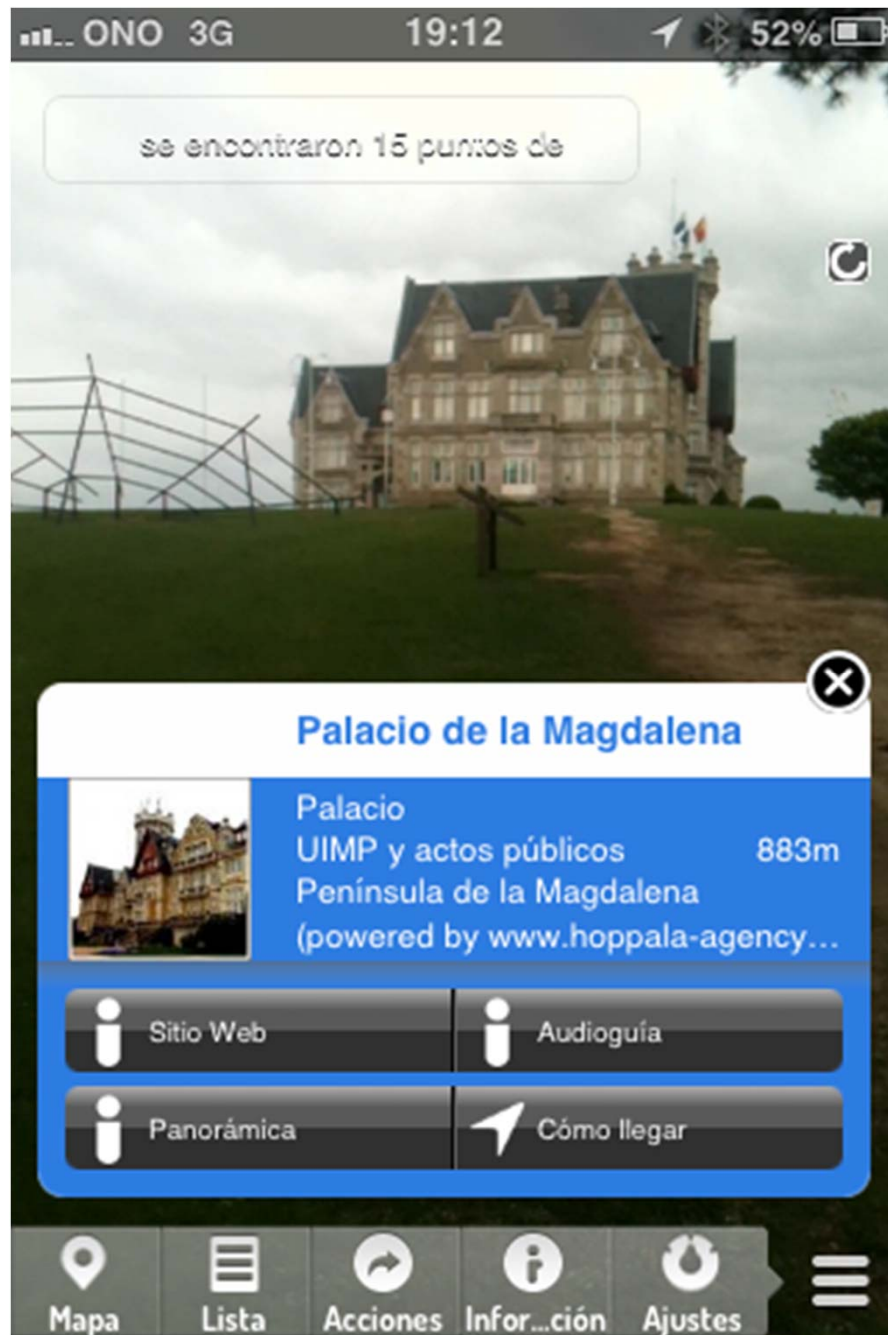 ONO 3G 19:12 52%
se encontraron 15 puntos de
Palacio de la Magdalena
Palacio
UIMP y actos públicos 883m
Península de la Magdalena
(powered by www.hoppala-agency…
Sitio Web Audioguía
Panorámica Cómo llegar
Mapa Lista Acciones Infor...ción Ajustes